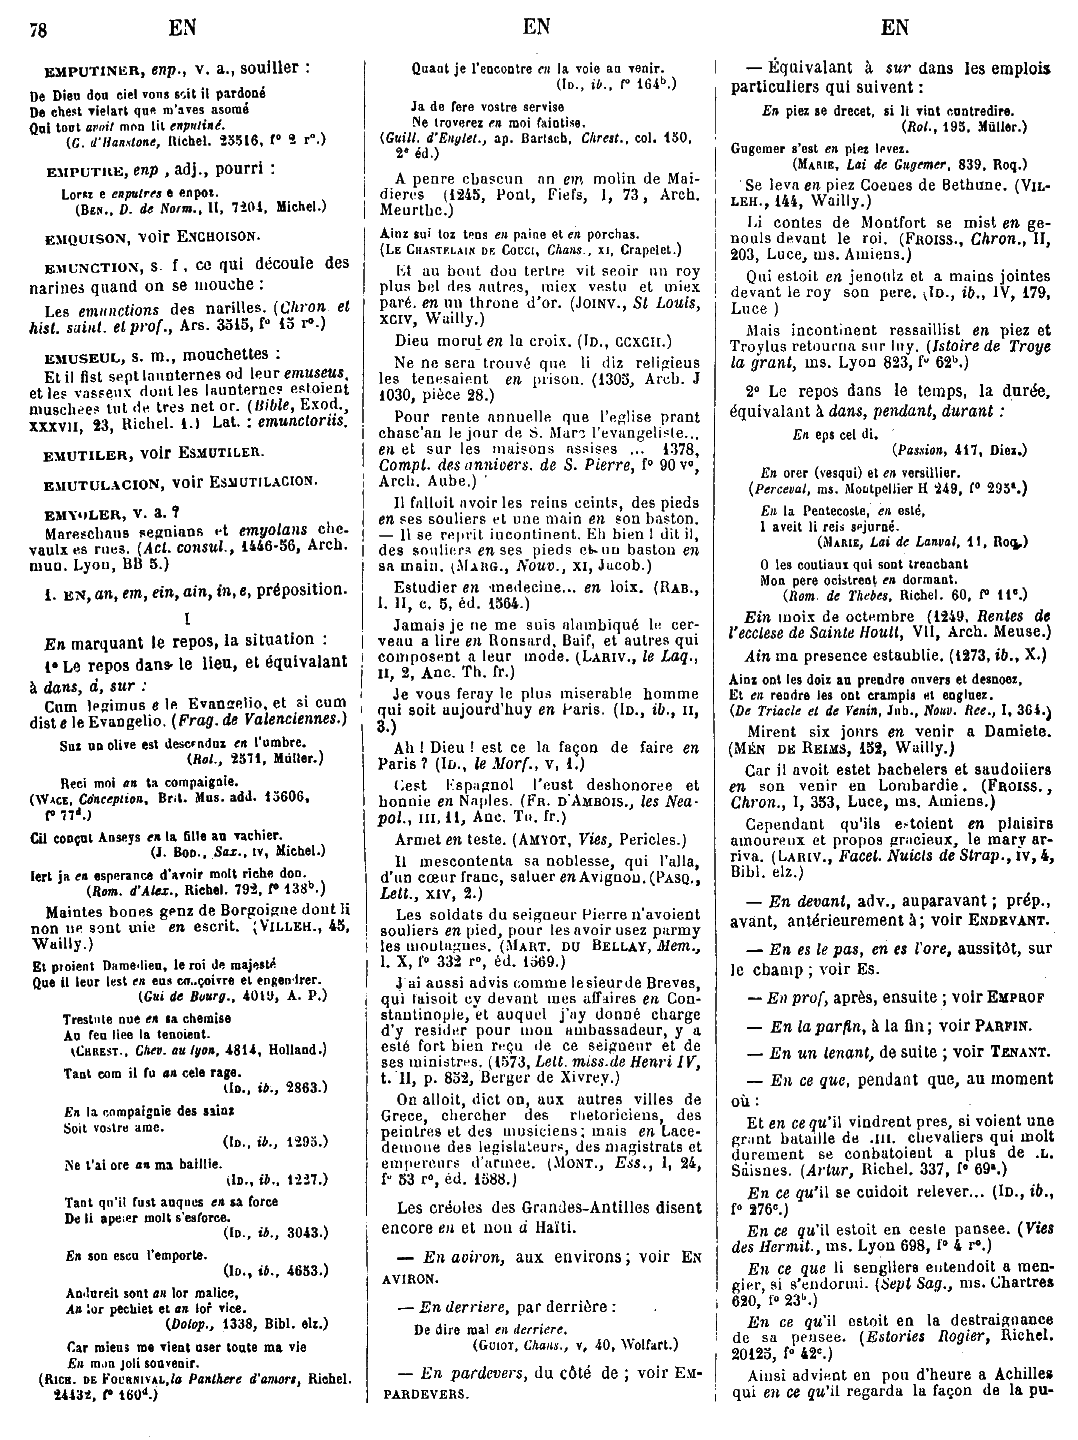 78 EN EN EN
EMPUTINER, enp., v. a., souiller :
De Dieu dou ciel vous soit il pardoné
De chest vielart que m'aves asomé
Qui tout avoit mon lit enputiné.
(G. d'Hanstone, Richel. 25516, f° 2 r°.)
EMPUTRE, enp , adj., pourri :
Lorsz e enputres e enpoz.
(BEN., D. de Norm., II, 7204, Michel.)
EMQUISON, voir ENCHOISON.
EMUNCTION, s. f , ce qui découle des
narines quand on se mouche :
Les emunctions des narilles. (Chron et
hist. saint. et prof., Ars. 3515, f° 15 r°.)
EMUSEUL, s. m., mouchettes :
Et il fist sept launternes od leur emuseus,
et les vasseux dont les launternes estoient
muschees tut de tres net or. (Bible, Exod.,
XXXVII, 23, Richel. 1.) Lat. : emunctoriis.
EMUTILER, voir ESMUTILER.
EMUTULACION, voir ESMUTILACION.
EMYOLER, v. a. ?
Mareschaus segnians et emyolans che-
vaulx es rues. (Act. consul., 1446-56, Arch.
mun. Lyon, BB 5.)
1. EN, an, em, ein, ain, in, e, préposition.
I
En marquant le repos, la situation :
1° Le repos dans le lieu, et équivalant
à dans, à, sur :
Cum legimus e le Evangelio, et si cum
dist e le Evangelio. (Frag. de Valenciennes.)
Suz un olive est descenduz en l'umbre.
(Rol., 2571, Müller.)
Reci moi an ta compaignie.
(WACE, Conception, Brit. Mus. add. 15606,
f° 77d.)
Cil conçut Anseys en la fille au vachier.
(J. BOD., Sax., IV, Michel.)
Iert ja en esperance d'avoir molt riche don.
(Rom. d'Alex., Richel. 792, f° 138b.)
Maintes bones genz de Borgoigne dont li
non ne sont mie en escrit. (VILLEH., 45,
Wailly.)
Et proient Damedieu, le roi de majesté
Que il leur lest en eus conçoivre et engendrer.
(Gui de Bourg., 4019, A. P.)
Trestute nue en sa chemise
Au feu liee la tenoient.
(CHREST., Chev. au lyon, 4814, Holland.)
Tant com il fu an cele rage.
(ID., ib., 2863.)
En la compaignie des sainz
Soit vostre ame.
(ID., ib., 1295.)
Ne t'ai ore an ma baillie.
(ID., ib., 1227.)
Tant qu'il fust auques en sa force
De li apeser molt s'esforce.
(ID., ib., 3043.)
En son escu l'emporte.
(ID., ib., 4653.)
Andureit sont an lor malice,
An lor pechiet et an lor vice.
(Dolop., 1338, Bibl. elz.)
Car miens me vient user toute ma vie
En mon joli souvenir.
(RICH. DE FOURNIVAL, la Panthere d'amors, Richel.
24432, f° 160d.)
Quant je l'encontre en la voie au venir.
(ID., ib., f° 164b.)
Ja de fere vostre servise
Ne troverez en moi faintise.
(Guill. d'Englet., ap. Bartsch, Chrest., col. 150,
2e éd.)
A penre chascun an em molin de Mai-
dieres (1245, Pont, Fiefs, I, 73, Arch.
Meurthe.)
Ainz sui toz tens en paine et en porchas.
(LE CHASTELAIN DE COUCI, Chans., XI, Crapelet.)
Et au bout dou tertre vit seoir un roy
plus bel des autres, miex vestu et miex
paré, en un throne d'or. (JOINV., St Louis,
XCIV, Wailly.)
Dieu morut en la croix. (ID., CCXCII.)
Ne ne sera trouvé que li diz religieus
les tenesaient en prison. (1303, Arch. J
1030, pièce 28.)
Pour rente annuelle que l'eglise prant
chasc'an le jour de S. Marc l'evangeliste...
en et sur les maisons assises ... 1378,
Compt. des annivers. de S. Pierre, f° 90 v°,
Arch. Aube.)
Il falloit avoir les reins ceints, des pieds
en ses souliers et une main en son baston.
— Il se reprit incontinent. Eh bien ! dit il,
des souliers en ses pieds et un baston en
sa main. (MARG., Nouv., XI, Jacob.)
Estudier en medecine... en loix. (RAB.,
l. II, c. 5, éd. 1564.)
Jamais je ne me suis alambiqué le cer-
veau a lire en Ronsard, Baif, et autres qui
composent a leur mode. (LARIV., le Laq.,
II, 2, Anc. Th. fr.)
Je vous feray le plus miserable homme
qui soit aujourd'huy en Paris. (ID., ib., II,
3.)
Ah ! Dieu ! est ce la façon de faire en
Paris ? (ID., le Morf., V, 1.)
Cest Espagnol l'eust deshonoree et
honnie en Naples. (FR. D'AMBOIS., les Nea-
pol., III, 11, Anc. Th. fr.)
Armet en teste. (AMYOT, Vies, Pericles.)
Il mescontenta sa noblesse, qui l'alla,
d'un cœur franc, saluer en Avignon. (PASQ.,
Lett., XIV, 2.)
Les soldats du seigneur Pierre n'avoient
souliers en pied, pour les avoir usez parmy
les moutagnes. (MART. DU BELLAY, Mem.,
l. X, f° 332 r°, éd. 1569.)
J'ai aussi advis comme le sieur de Breves,
qui faisoit cy devant mes affaires en Con-
stantinople, et auquel j'ay donné charge
d'y resider pour mon ambassadeur, y a
esté fort bien reçu de ce seigneur et de
ses ministres. (1573, Lett. miss. de Henri IV,
t. II, p. 852, Berger de Xivrey.)
On alloit, dict on, aux autres villes de
Grece, chercher des rhetoriciens, des
peintres et des musiciens ; mais en Lace-
demone des legislateurs, des magistrats et
empereurs d'armee. (MONT., Ess., I, 24,
f° 53 r°, éd. 1588.)
Les créoles des Grandes-Antilles disent
encore en et non à Haïti.
— En aviron, aux environs ; voir EN
AVIRON.
— En derriere, par derrière :
De dire mal en derriere.
(GUIOT, Chans., V, 40, Wolfart.)
— En pardevers, du côté de ; voir EM-
PARDEVERS.
— Équivalant à sur dans les emplois
particuliers qui suivent :
En piez se drecet, si li vint contredire.
(Rol., 195, Müller.)
Gugemer s'est en piez levez.
(MARIE, Lai de Gugemer, 839, Roq.)
Se leva en piez Coenes de Bethune. (VIL-
LEH., 144, Wailly.)
Li contes de Montfort se mist en ge-
nouls devant le roi. (FROISS., Chron., II,
203, Luce, ms. Amiens.)
Qui estoit en jenoulz et a mains jointes
devant le roy son pere. (ID., ib., IV, 179,
Luce )
Mais incontinent ressaillist en piez et
Troylus retourna sur luy. (Istoire de Troye
la grant, ms. Lyon 823, f° 62b.)
2° Le repos dans le temps, la durée,
équivalant à dans, pendant, durant :
En eps cel di.
(Passion, 417, Diez.)
En orer (vesqui) et en versillier.
(Perceval, ms. Montpellier H 249, f° 295a.)
En la Pentecoste, en esté,
I aveit li reis sejurné.
(MARIE, Lai de Lanval, 11, Roq.)
O les coutiaux qui sont trenchant
Mon pere ocistrent en dormant.
(Rom. de Thebes, Richel. 60, f° 11c.)
Ein moix de octembre (1249, Rentes de
l'ecclese de Sainte Hoult, VII, Arch. Meuse.)
Ain ma presence estaublie. (1273, ib., X.)
Ainz ont les doiz au prendre onvers et desnoez,
Et en rendre les ont crampis et engluez.
(De Triacle et de Venin, Jub., Nouv. Rec., I, 364.)
Mirent six jonrs en venir a Damiete.
(MÉN DE REIMS, 152, Wailly.)
Car il avoit estet bachelers et saudoiiers
en son venir en Lombardie. (FROISS.,
Chron., I, 353, Luce, ms. Amiens.)
Cependant qu'ils estoient en plaisirs
amoureux et propos gracieux, le mary ar-
riva. (LARIV., Facet. Nuicts de Strap., IV, 4,
Bibl. elz.)
— En devant, adv., auparavant ; prép.,
avant, antérieurement à ; voir ENDEVANT.
— En es le pas, en es l'ore, aussitôt, sur
le champ ; voir ES.
— En prof, après, ensuite ; voir EMPROF
— En la parfin, à la fin ; voir PARFIN.
— En un tenant, de suite ; voir TENANT.
— En ce que, pendant que, au moment
où :
Et en ce qu'il vindrent pres, si voient une
grant bataille de .III. chevaliers qui molt
durement se conbatoient a plus de .L.
Saisnes. (Artur, Richel. 337, f° 69a.)
En ce qu'il se cuidoit relever... (ID., ib.,
f° 276c.)
En ce qu'il estoit en ceste pansee. (Vies
des Hermit., ms. Lyon 698, f° 4 r°.)
En ce que li sengliers entendoit a men-
gier, si s'endormi. (Sept Sag., ms. Chartres
620, f° 23b.)
En ce qu'il estoit en la destraignance
de sa pensee. (Estories Rogier, Richel.
20125, f° 42c.)
Ainsi advient en pou d'heure a Achilles
qui en ce qu'il regarda la façon de la pu-